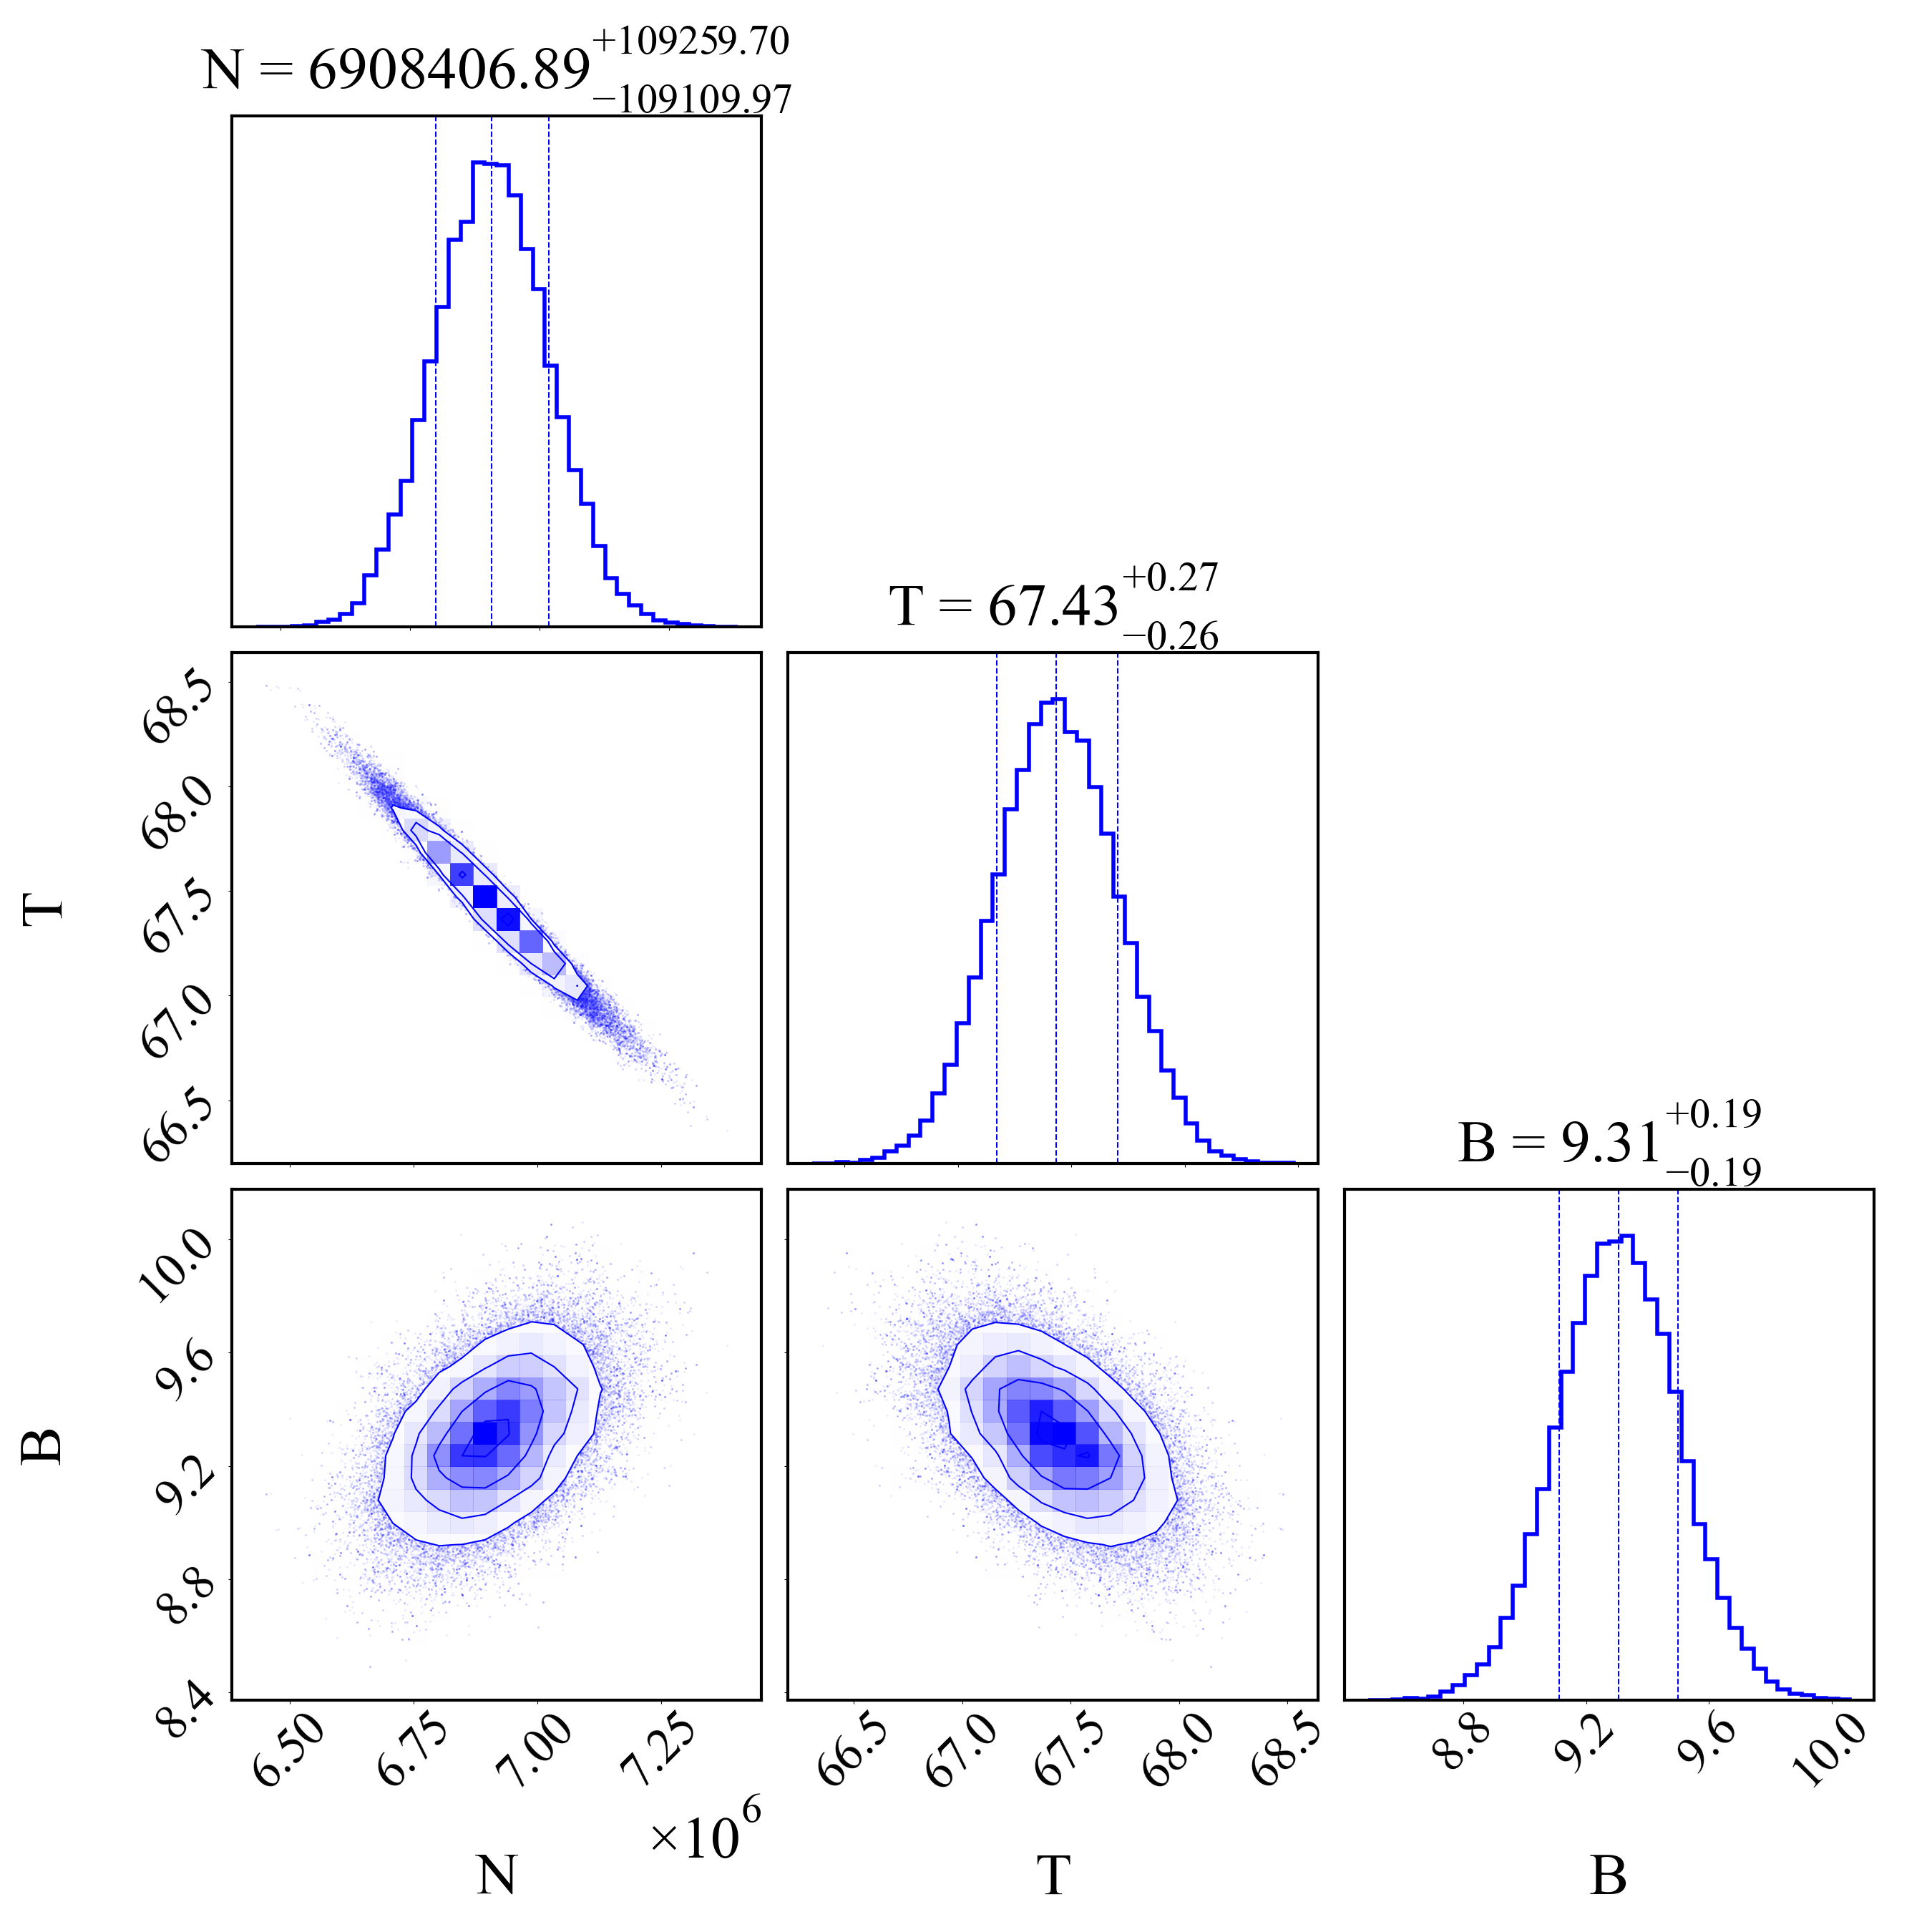 N = 6908406.89 +109259.70 −109109.97
T = 67.43 +0.27 −0.26
68.5
68.0
67.5
67.0
66.5
T
B = 9.31 +0.19 −0.19
10.0
9.6
9.2
8.8
8.4
B
6.50 6.75 7.00 7.25
×10⁶
N
66.5 67.0 67.5 68.0 68.5
T
8.8 9.2 9.6 10.0
B